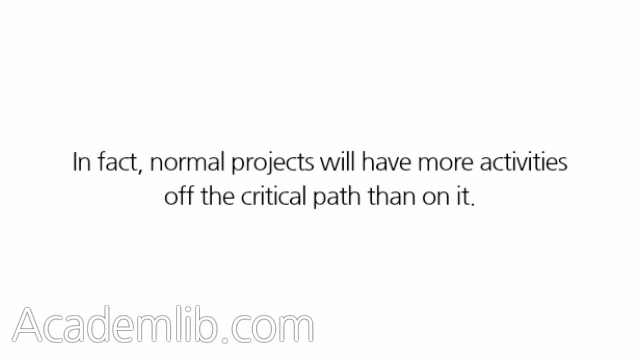 In fact, normal projects will have more activities
off the critical path than on it.
Academlib.com